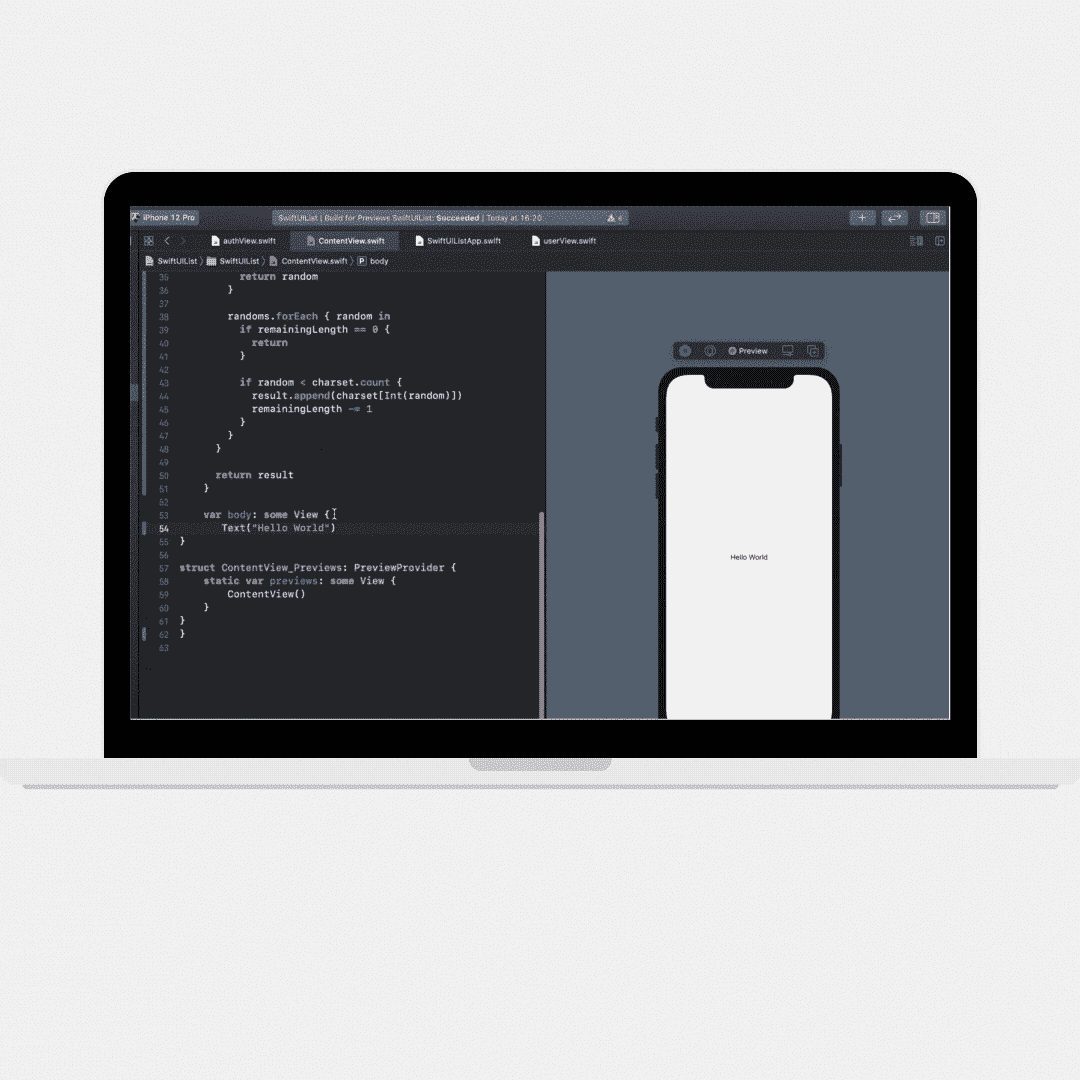 iPhone 12 Pro
SwiftUIList | Build for Previews SwiftUIList: Succeeded | Today at 16:20
authView.swift ContentView.swift SwiftUIListApp.swift userView.swift
SwiftUIList SwiftUIList ContentView.swift P body
35 return random
36 }
37
38 randoms.forEach { random in
39 if remainingLength == 0 {
40 return
41 }
42
43 if random < charset.count {
44 result.append(charset[Int(random)])
45 remainingLength -= 1
46 }
47 }
48 }
49
50 return result
51 }
52
53 var body: some View {
54 Text("Hello World")
55 }
56
57 struct ContentView_Previews: PreviewProvider {
58 static var previews: some View {
59 ContentView()
60 }
61 }
62 }
63
Preview
Hello World